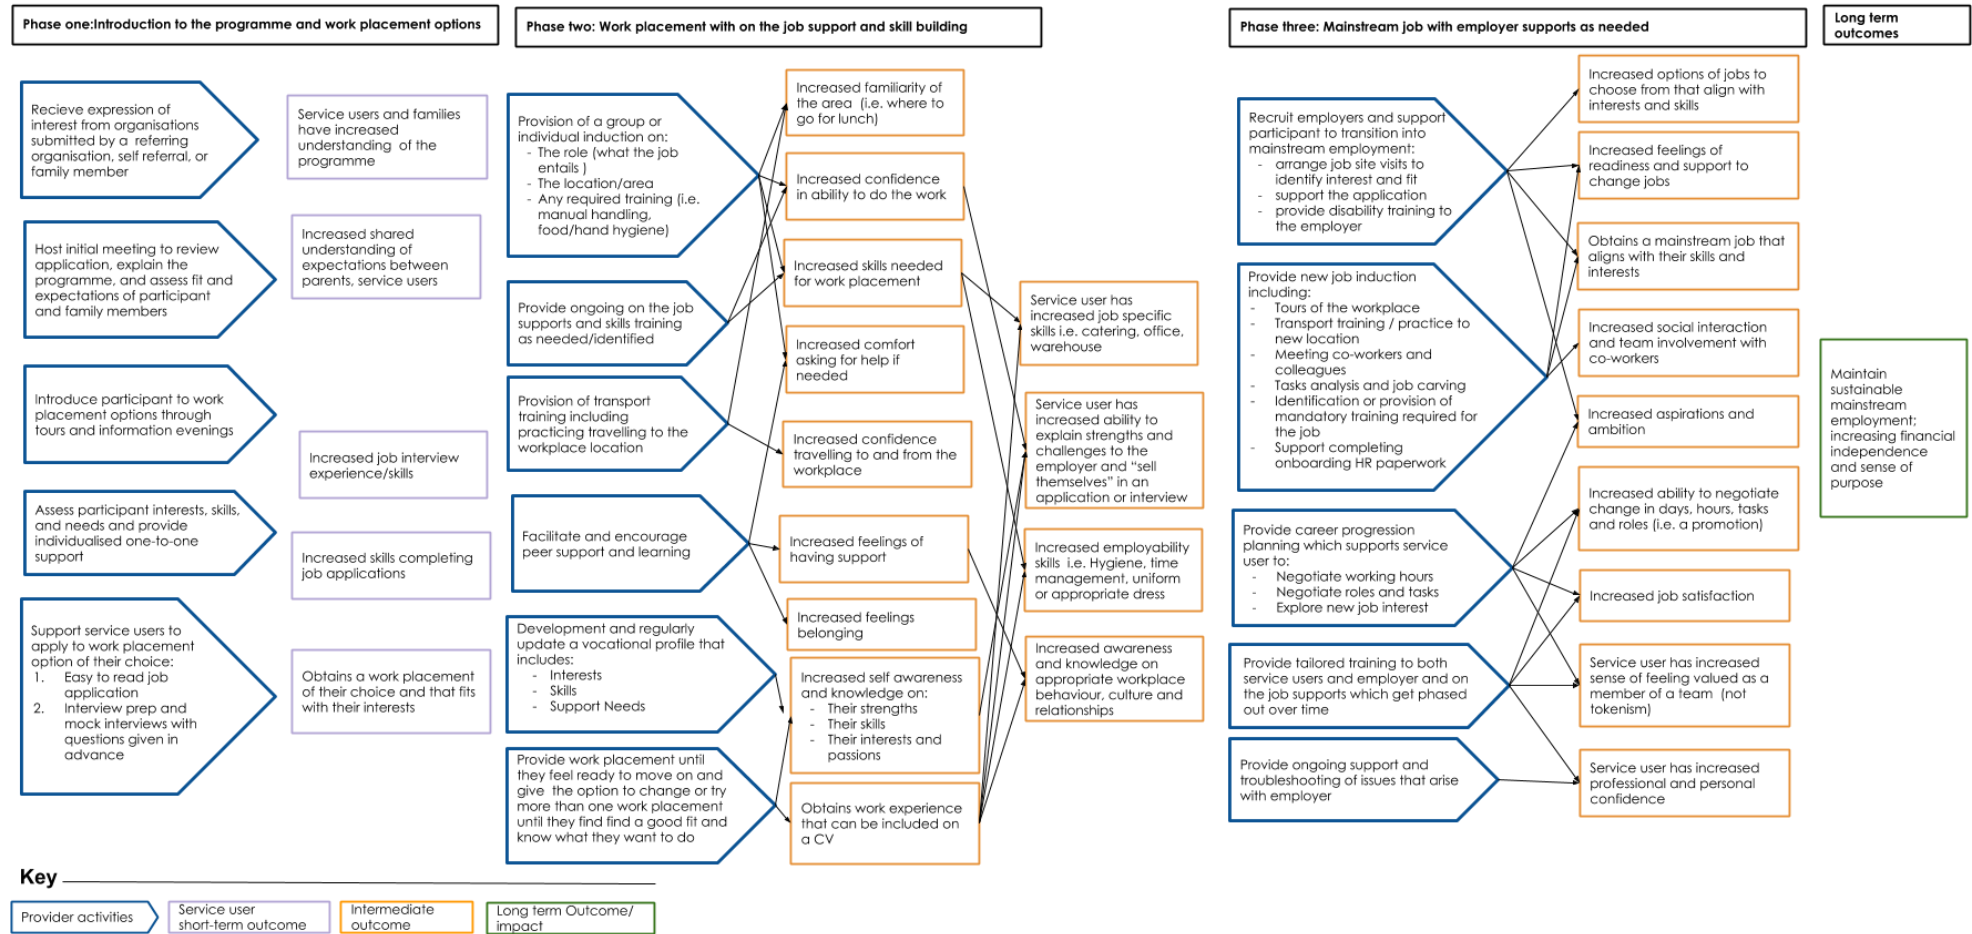 Phase one:Introduction to the programme and work placement options
Phase two: Work placement with on the job support and skill building
Phase three: Mainstream job with employer supports as needed
Long term
outcomes
Recieve expression of
interest from organisations
submitted by a referring
organisation, self referral, or
family member
Host initial meeting to review
application, explain the
programme, and assess fit and
expectations of participant
and family members
Introduce participant to work
placement options through
tours and information evenings
Assess participant interests, skills,
and needs and provide
individualised one-to-one
support
Support service users to
apply to work placement
option of their choice:
1. Easy to read job
application
2. Interview prep and
mock interviews with
questions given in
advance
Service users and families
have increased
understanding of the
programme
Increased shared
understanding of
expectations between
parents, service users
Increased job interview
experience/skills
Increased skills completing
job applications
Obtains a work placement
of their choice and that fits
with their interests
Provision of a group or
individual induction on:
- The role (what the job
entails )
- The location/area
- Any required training (i.e.
manual handling,
food/hand hygiene)
Provide ongoing on the job
supports and skills training
as needed/identified
Provision of transport
training including
practicing travelling to the
workplace location
Facilitate and encourage
peer support and learning
Development and regularly
update a vocational profile that
includes:
- Interests
- Skills
- Support Needs
Provide work placement until
they feel ready to move on and
give the option to change or try
more than one work placement
until they find find a good fit and
know what they want to do
Increased familiarity of
the area (i.e. where to
go for lunch)
Increased confidence
in ability to do the work
Increased skills needed
for work placement
Increased comfort
asking for help if
needed
Increased confidence
travelling to and from the
workplace
Increased feelings of
having support
Increased feelings
belonging
Increased self awareness
and knowledge on:
- Their strengths
- Their skills
- Their interests and
passions
Obtains work experience
that can be included on
a CV
Service user has
increased job specific
skills i.e. catering, office,
warehouse
Service user has
increased ability to
explain strengths and
challenges to the
employer and “sell
themselves” in an
application or interview
Increased employability
skills i.e. Hygiene, time
management, uniform
or appropriate dress
Increased awareness
and knowledge on
appropriate workplace
behaviour, culture and
relationships
Recruit employers and support
participant to transition into
mainstream employment:
- arrange job site visits to
identify interest and fit
- support the application
- provide disability training to
the employer
Provide new job induction
including:
- Tours of the workplace
- Transport training / practice to
new location
- Meeting co-workers and
colleagues
- Tasks analysis and job carving
- Identification or provision of
mandatory training required for
the job
- Support completing
onboarding HR paperwork
Provide career progression
planning which supports service
user to:
- Negotiate working hours
- Negotiate roles and tasks
- Explore new job interest
Provide tailored training to both
service users and employer and on
the job supports which get phased
out over time
Provide ongoing support and
troubleshooting of issues that arise
with employer
Increased options of jobs to
choose from that align with
interests and skills
Increased feelings of
readiness and support to
change jobs
Obtains a mainstream job that
aligns with their skills and
interests
Increased social interaction
and team involvement with
co-workers
Increased aspirations and
ambition
Increased ability to negotiate
change in days, hours, tasks
and roles (i.e. a promotion)
Increased job satisfaction
Service user has increased
sense of feeling valued as a
member of a team (not
tokenism)
Service user has increased
professional and personal
confidence
Maintain
sustainable
mainstream
employment;
increasing financial
independence
and sense of
purpose
Key
Provider activities
Service user
short-term outcome
Intermediate
outcome
Long term Outcome/
impact